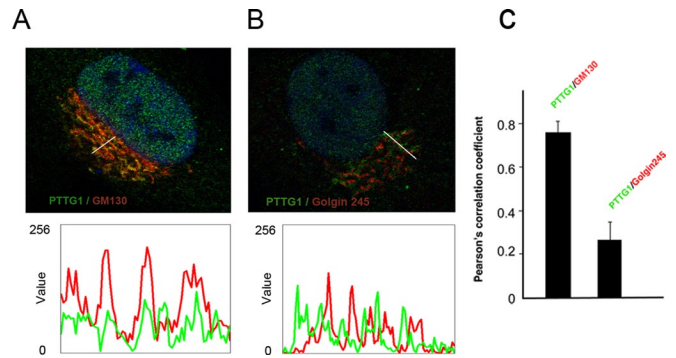 A
B
C
PTTG1 / GM130
PTTG1 / Golgin 245
256
Value
0
256
Value
0
Pearson's correlation coefficient
0.8
0.6
0.4
0.2
0
PTTG1/GM130
PTTG1/Golgin245